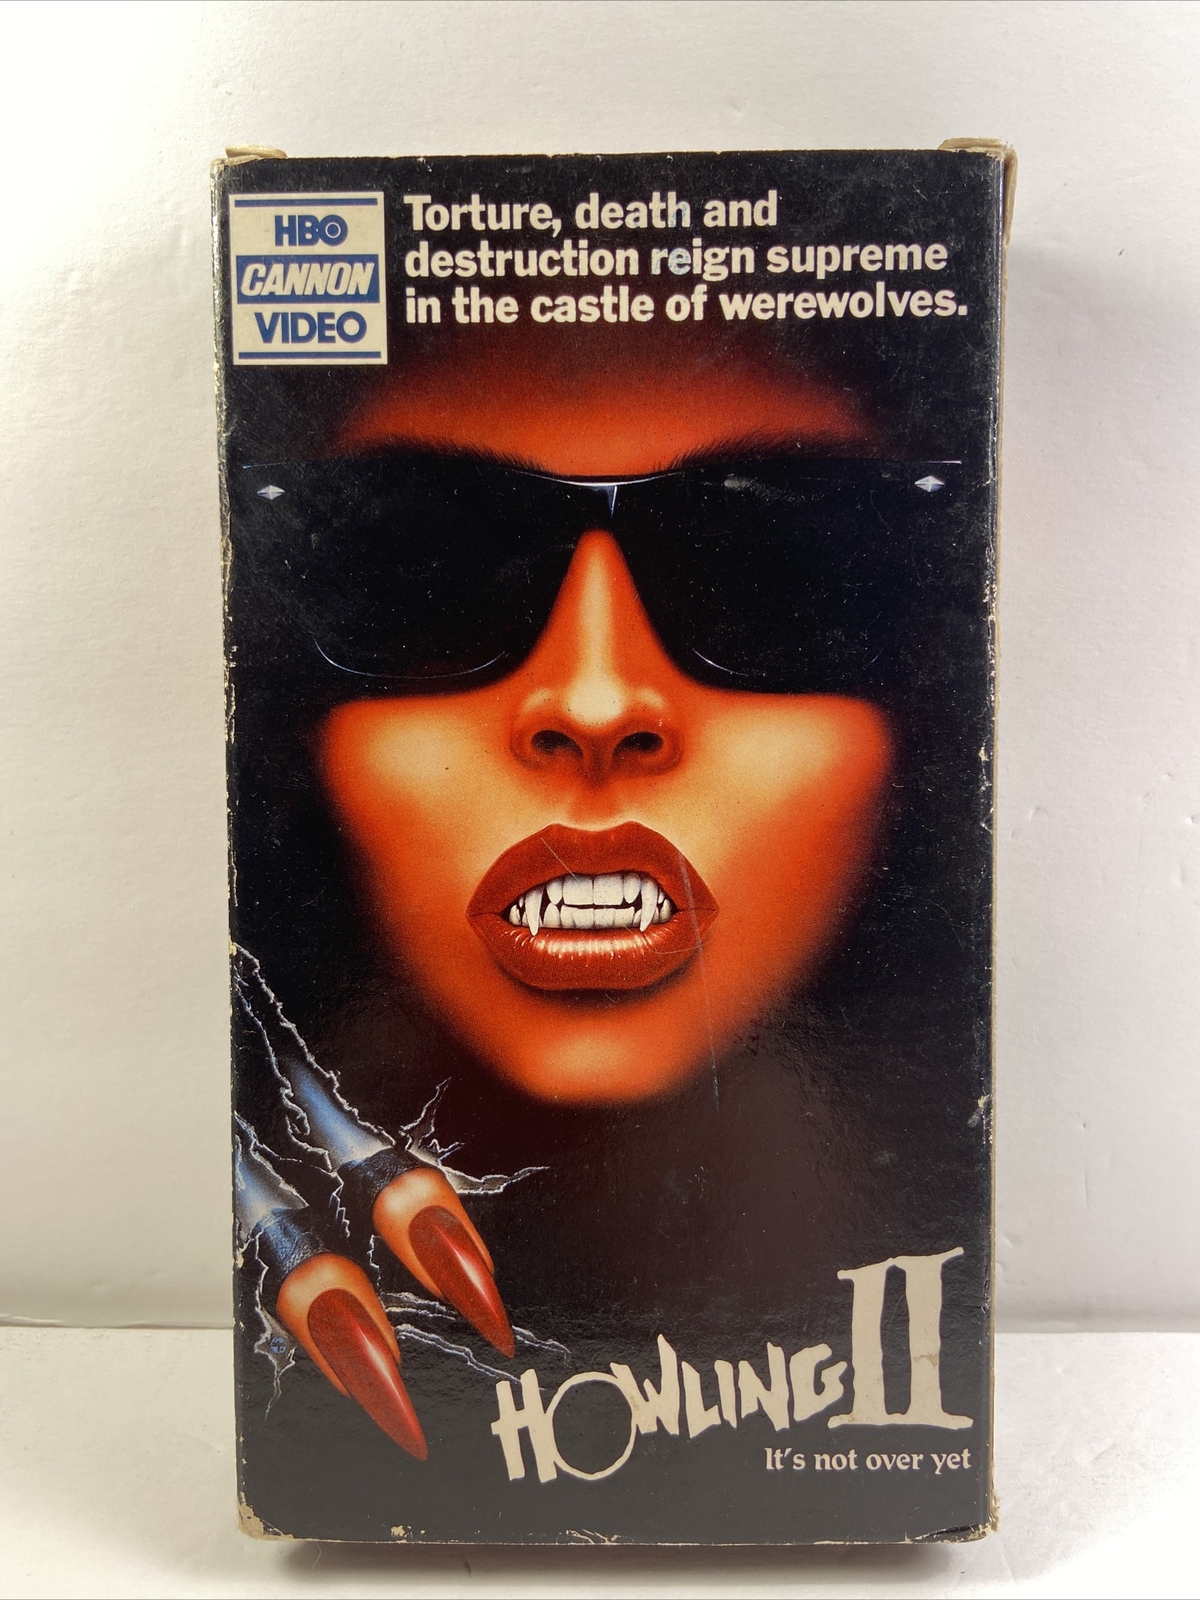 HBO
CANNON
VIDEO
Torture, death and
destruction reign supreme
in the castle of werewolves.
HOWLING II
It's not over yet